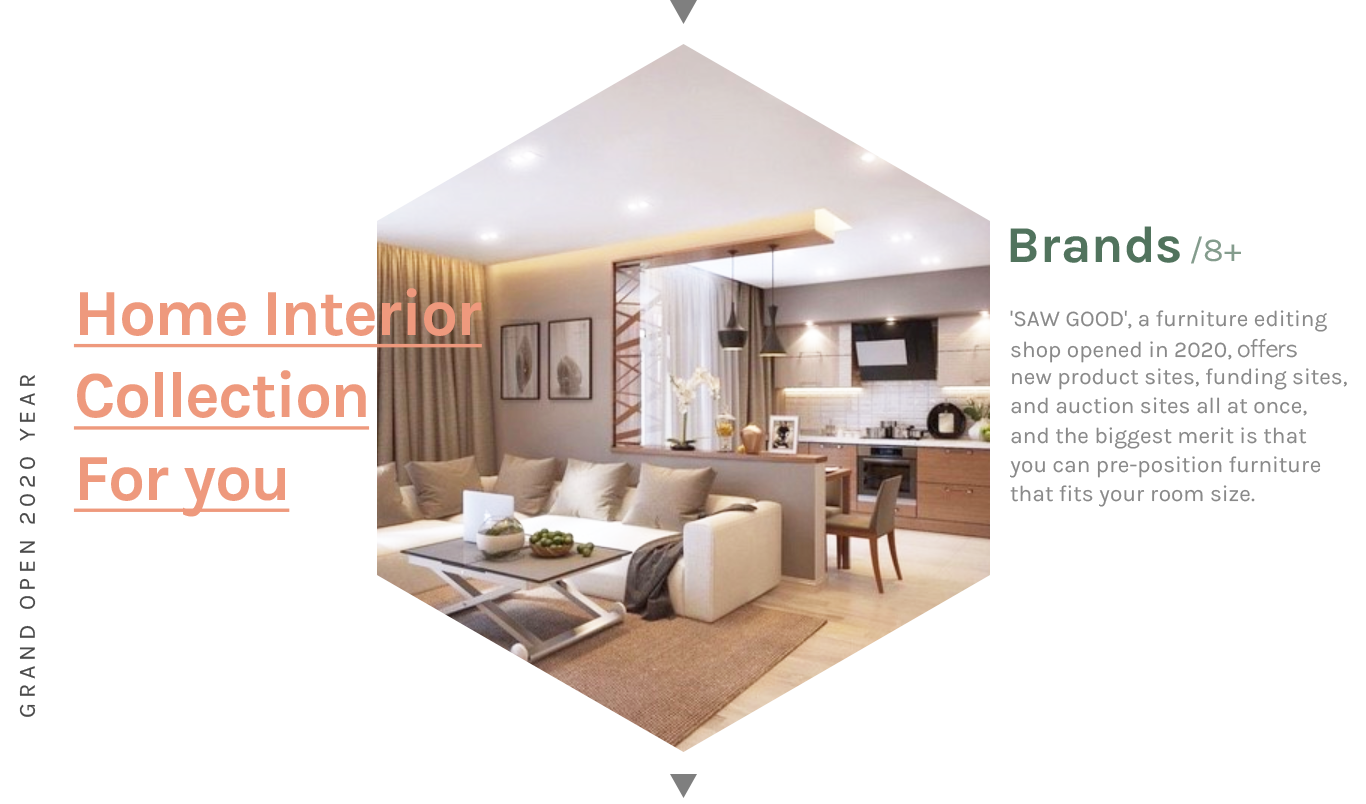 GRAND OPEN 2020 YEAR
Home Interior
Collection
For you
Brands /8+
'SAW GOOD', a furniture editing
shop opened in 2020, offers
new product sites, funding sites,
and auction sites all at once,
and the biggest merit is that
you can pre-position furniture
that fits your room size.